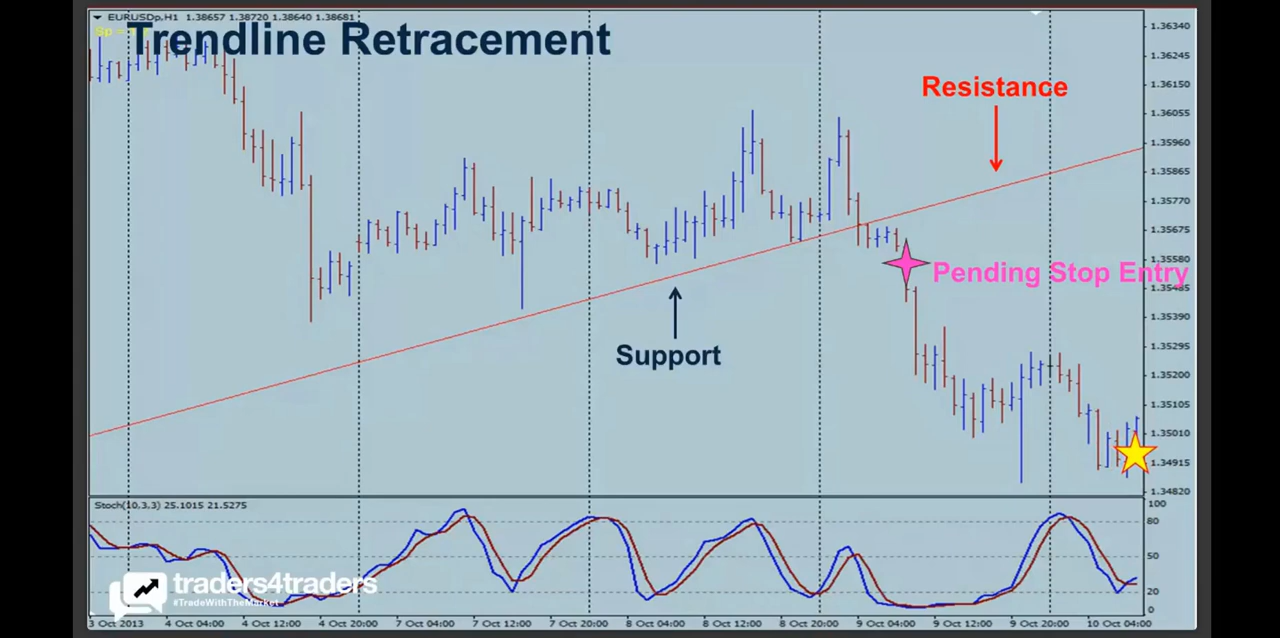 EURUSDp,H1 1.38657 1.38720 1.38640 1.38681
Trendline Retracement
1.36340
1.36245
1.36150
1.36055
1.35960
1.35865
1.35770
1.35675
1.35580
1.35485
1.35390
1.35295
1.35200
1.35105
1.35010
1.34915
1.34820
Resistance
Pending Stop Entry
Support
Stoch(10,3,3) 25.1015 21.5275
100
80
50
20
0
traders4traders
#TradeWithTheMarket
3 Oct 2013 4 Oct 04:00 4 Oct 12:00 4 Oct 20:00 7 Oct 04:00 7 Oct 12:00 7 Oct 20:00 8 Oct 04:00 8 Oct 12:00 8 Oct 20:00 9 Oct 04:00 9 Oct 12:00 9 Oct 20:00 10 Oct 04:00